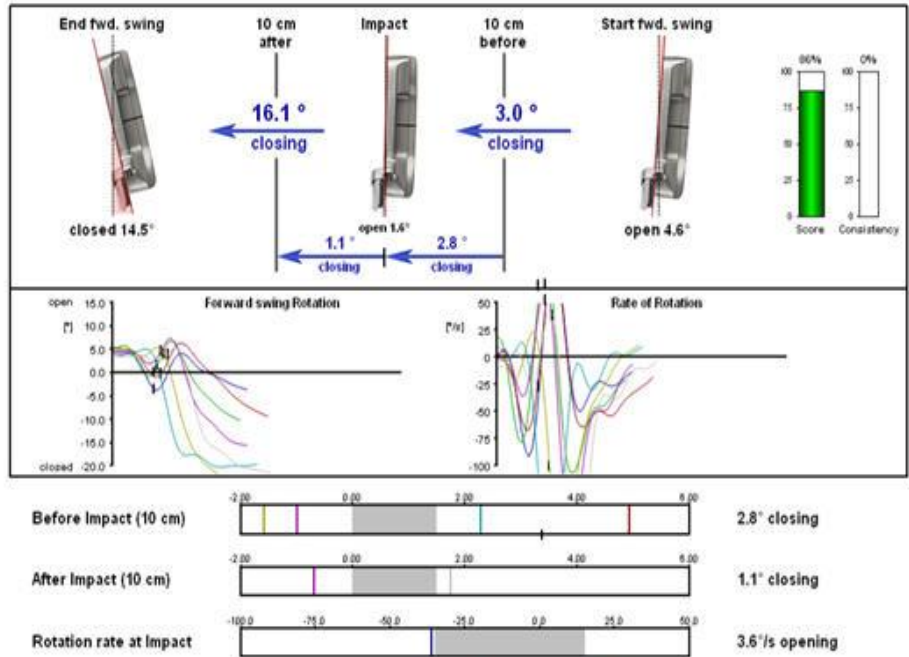 End fwd. swing
10 cm after
Impact
10 cm before
Start fwd. swing
86%
0%
16.1 °
closing
3.0 °
closing
100
75
50
25
0
100
75
50
25
0
Score
Consistency
closed 14.5°
open 1.6°
open 4.6°
1.1 °
closing
2.8 °
closing
open
[°]
closed
15.0
10.0
5.0
0.0
-5.0
-10.0
-15.0
-20.0
Forward swing Rotation
[°/s]
50
25
0
-25
-50
-75
-100
Rate of Rotation
-2.00 0.00 2.00 4.00 6.00
Before Impact (10 cm) 2.8° closing
-2.00 0.00 2.00 4.00 6.00
After Impact (10 cm) 1.1° closing
-100.0 -75.0 -50.0 -25.0 0.0 25.0 50.0
Rotation rate at Impact 3.6°/s opening